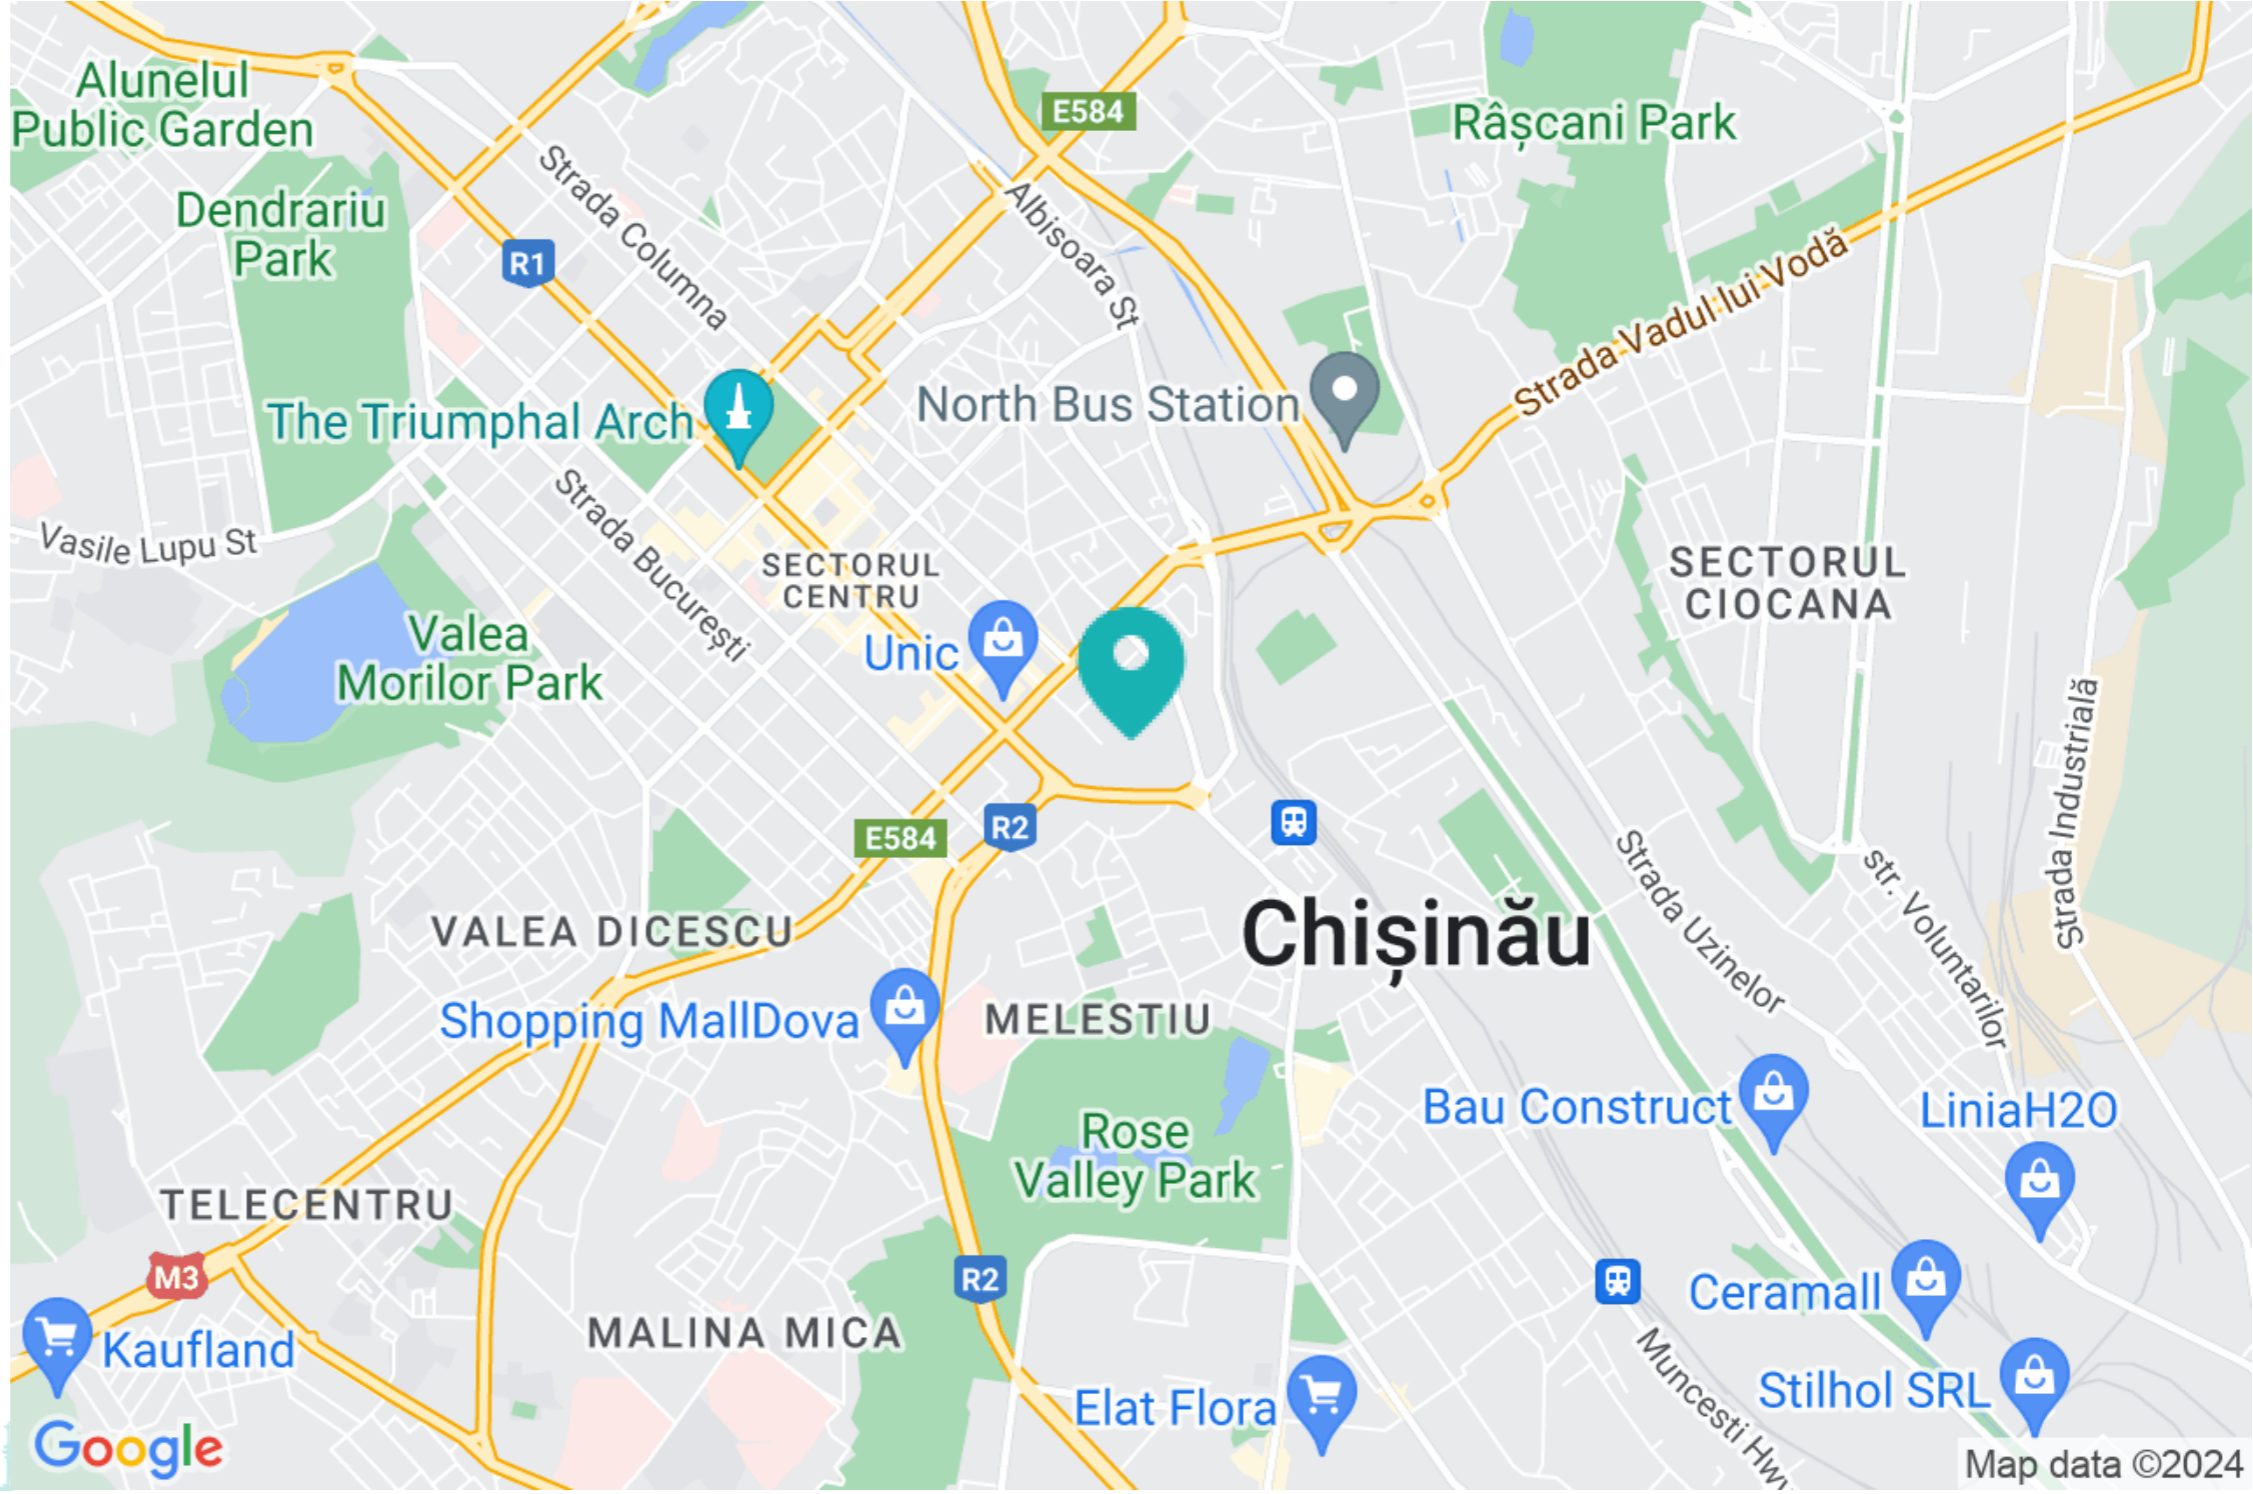 E584
Alunelul
Public Garden
Râșcani Park
Strada Columna
Dendrariu
Park
Albisoara St
R1
Strada Vadul lui Vodă
The Triumphal Arch
North Bus Station
Strada București
Vasile Lupu St
SECTORUL
CENTRU
SECTORUL
CIOCANA
Valea
Morilor Park
Unic
Strada Industrială
E584
R2
Strada Uzinelor
str. Voluntarilor
VALEA DICESCU
Chișinău
Shopping MallDova
MELESTIU
Bau Construct
LiniaH2O
Rose
Valley Park
TELECENTRU
M3
R2
Ceramall
MALINA MICA
Kaufland
Muncesti Hwy
Stilhol SRL
Elat Flora
Google
Map data ©2024